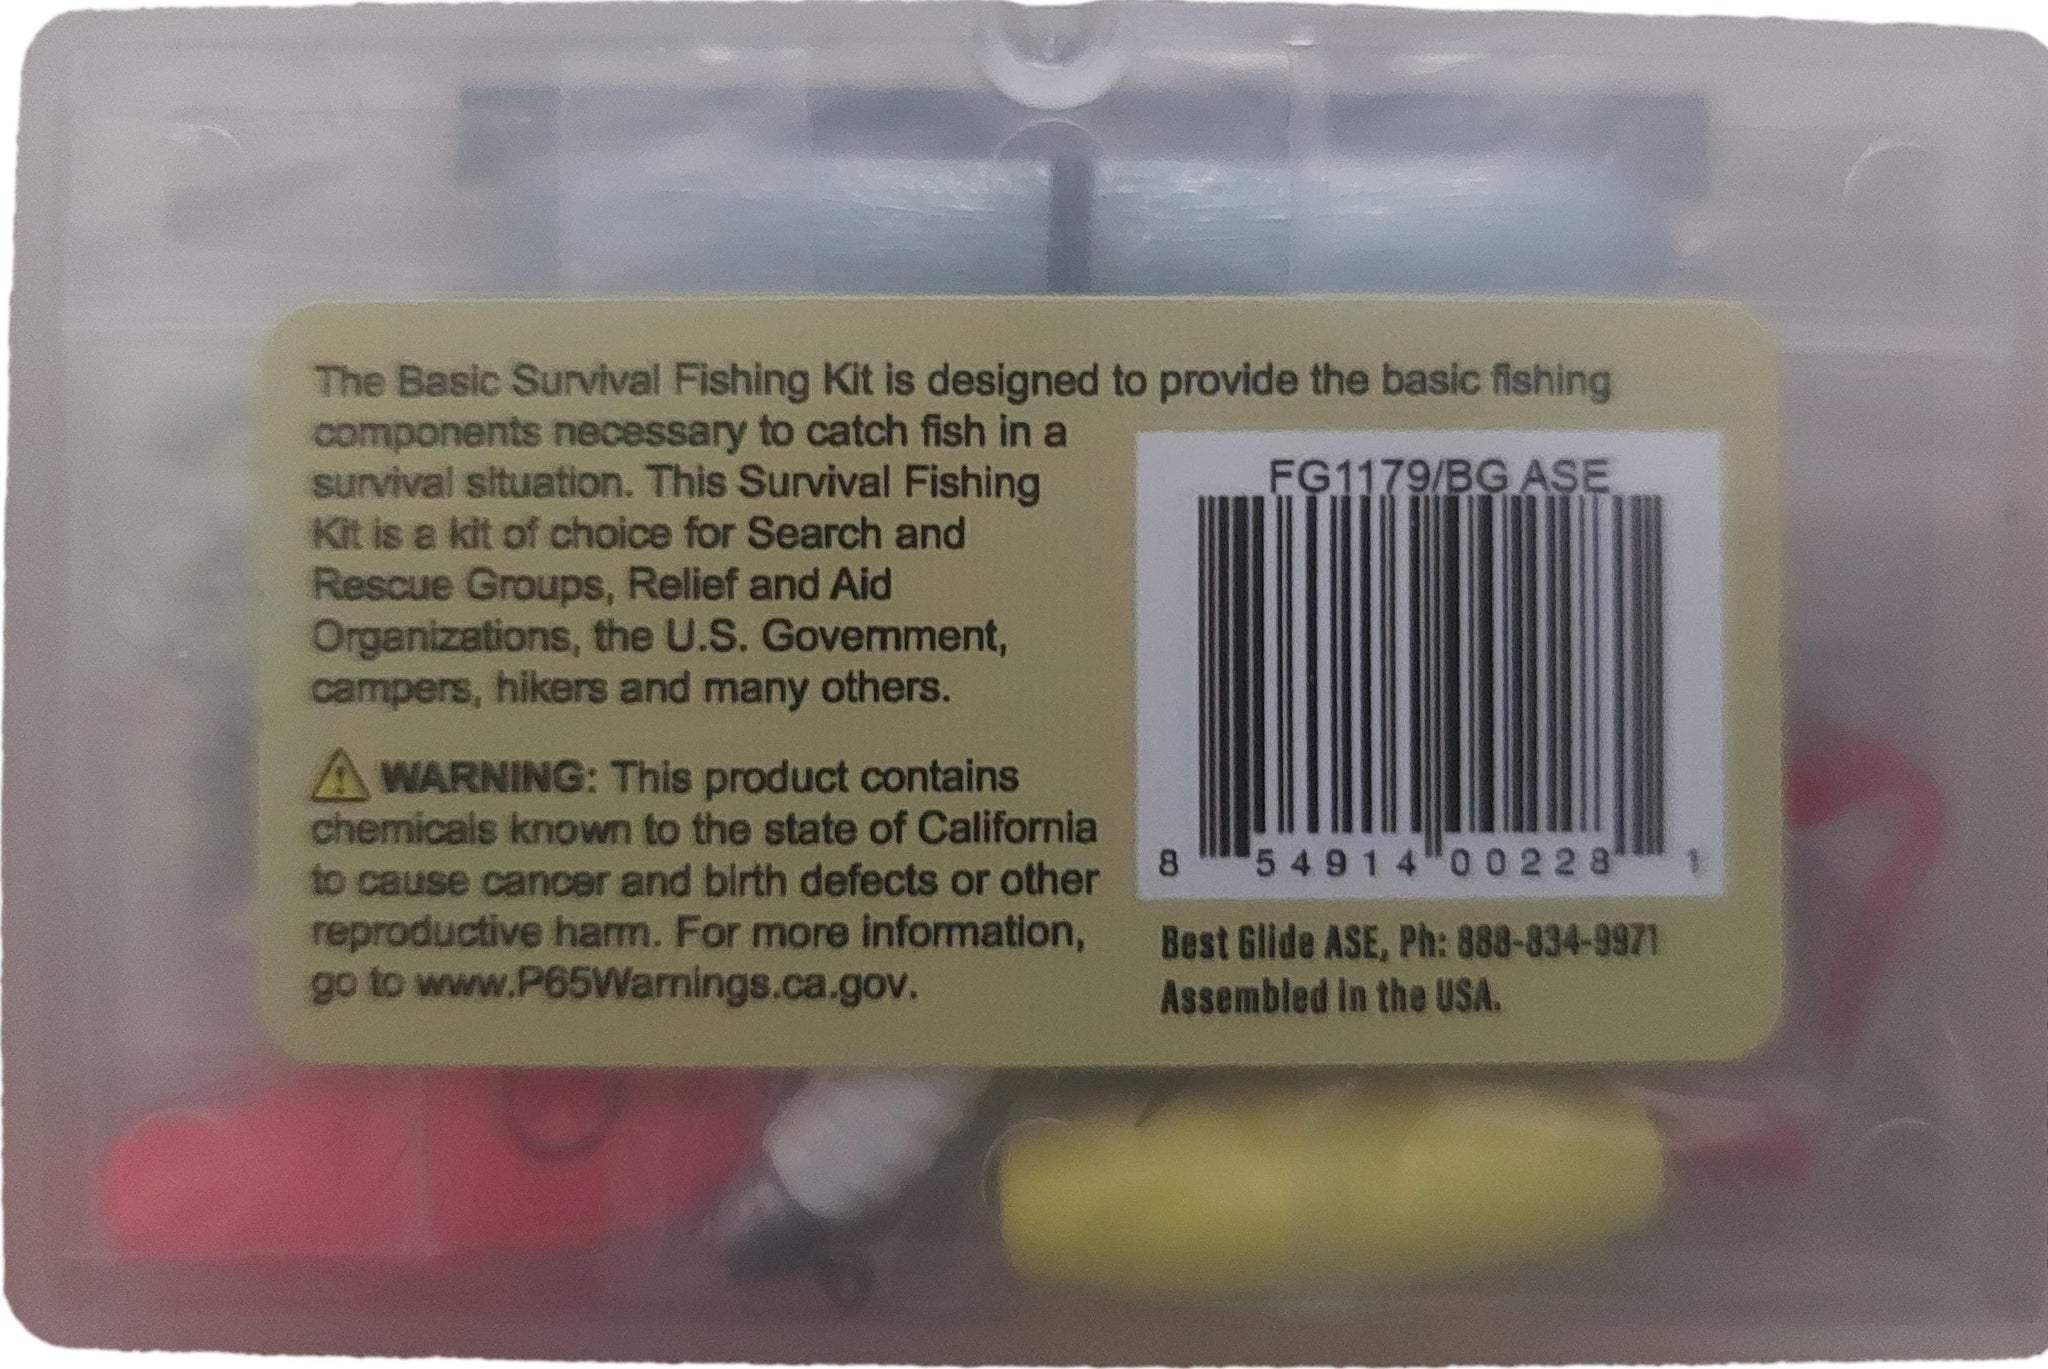 The Basic Survival Fishing Kit is designed to provide the basic fishing
components necessary to catch fish in a
survival situation. This Survival Fishing
Kit is a kit of choice for Search and
Rescue Groups, Relief and Aid
Organizations, the U.S. Government,
campers, hikers and many others.
WARNING: This product contains
chemicals known to the state of California
to cause cancer and birth defects or other
reproductive harm. For more information,
go to www.P65Warnings.ca.gov.
FG1179/BG ASE
8 54914 00228 1
Best Glide ASE, Ph: 888-834-9971
Assembled in the USA.